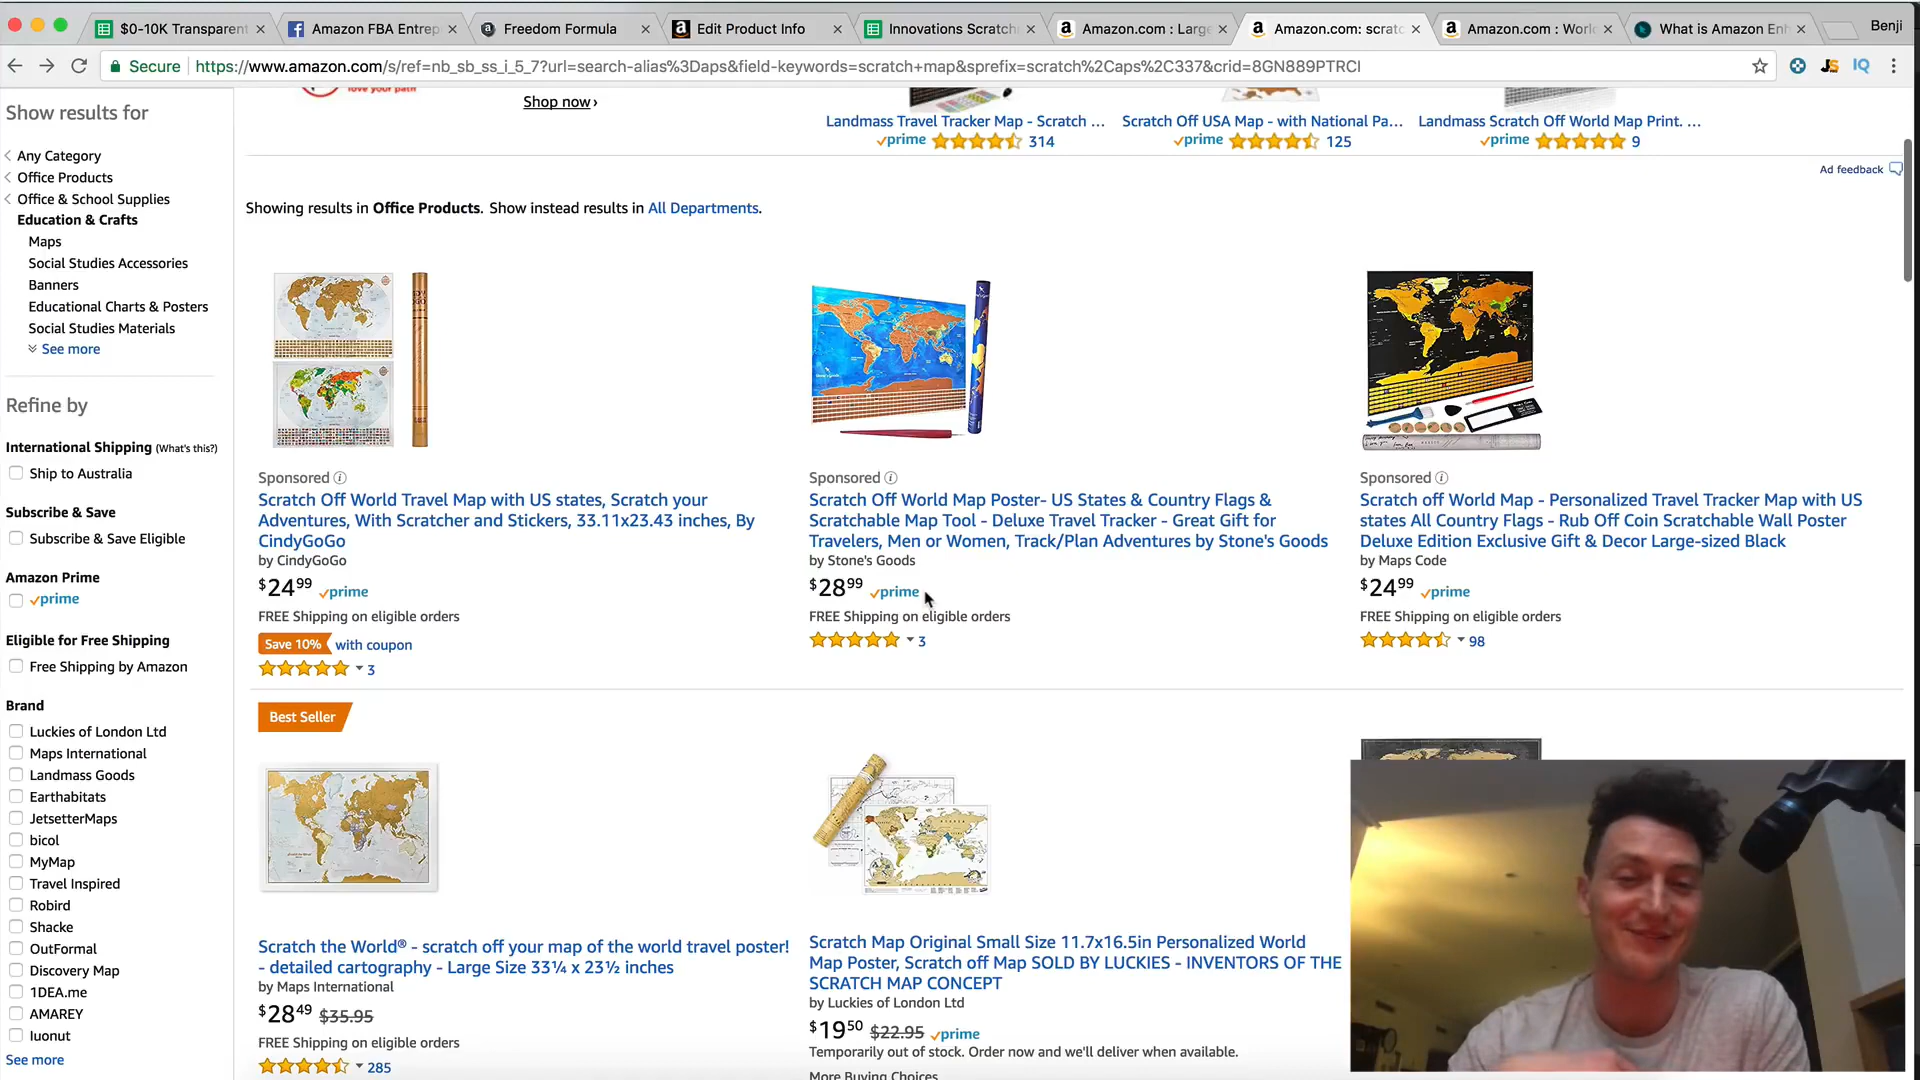 $0-10K Transparent
Amazon FBA Entrep
Freedom Formula
Edit Product Info
Innovations Scratch
Amazon.com : Large
Amazon.com: scratc
Amazon.com : World
What is Amazon Enh
Benji
Secure
https://www.amazon.com/s/ref=nb_sb_ss_i_5_7?url=search-alias%3Daps&field-keywords=scratch+map&sprefix=scratch%2Caps%2C337&crid=8GN889PTRCI
JS
IQ
Show results for
Any Category
Office Products
Office & School Supplies
Education & Crafts
Maps
Social Studies Accessories
Banners
Educational Charts & Posters
Social Studies Materials
See more
Refine by
International Shipping (What's this?)
Ship to Australia
Subscribe & Save
Subscribe & Save Eligible
Amazon Prime
prime
Eligible for Free Shipping
Free Shipping by Amazon
Brand
Luckies of London Ltd
Maps International
Landmass Goods
Earthabitats
JetsetterMaps
bicol
MyMap
Travel Inspired
Robird
Shacke
OutFormal
Discovery Map
1DEA.me
AMAREY
Iuonut
See more
love your path
Shop now ›
Landmass Travel Tracker Map - Scratch ...
prime 314
Scratch Off USA Map - with National Pa...
prime 125
Landmass Scratch Off World Map Print. ...
prime 9
Ad feedback
Showing results in Office Products. Show instead results in All Departments.
Sponsored
Scratch Off World Travel Map with US states, Scratch your
Adventures, With Scratcher and Stickers, 33.11x23.43 inches, By
CindyGoGo
by CindyGoGo
$24 99 prime
FREE Shipping on eligible orders
Save 10% with coupon
3
Sponsored
Scratch Off World Map Poster- US States & Country Flags &
Scratchable Map Tool - Deluxe Travel Tracker - Great Gift for
Travelers, Men or Women, Track/Plan Adventures by Stone's Goods
by Stone's Goods
$28 99 prime
FREE Shipping on eligible orders
3
Sponsored
Scratch off World Map - Personalized Travel Tracker Map with US
states All Country Flags - Rub Off Coin Scratchable Wall Poster
Deluxe Edition Exclusive Gift & Decor Large-sized Black
by Maps Code
$24 99 prime
FREE Shipping on eligible orders
98
Best Seller
Scratch the World® - scratch off your map of the world travel poster!
- detailed cartography - Large Size 33¼ x 23½ inches
by Maps International
$28 49 $35.95
FREE Shipping on eligible orders
285
Scratch Map Original Small Size 11.7x16.5in Personalized World
Map Poster, Scratch off Map SOLD BY LUCKIES - INVENTORS OF THE
SCRATCH MAP CONCEPT
by Luckies of London Ltd
$19 50 $22.95 prime
Temporarily out of stock. Order now and we'll deliver when available.
More Buying Choices